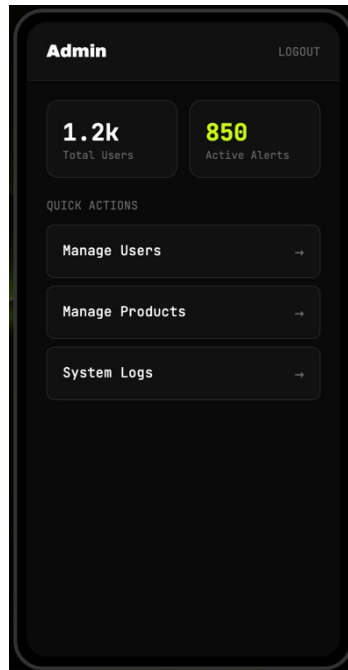 Admin
LOGOUT
1.2k
Total Users
850
Active Alerts
QUICK ACTIONS
Manage Users →
Manage Products →
System Logs →